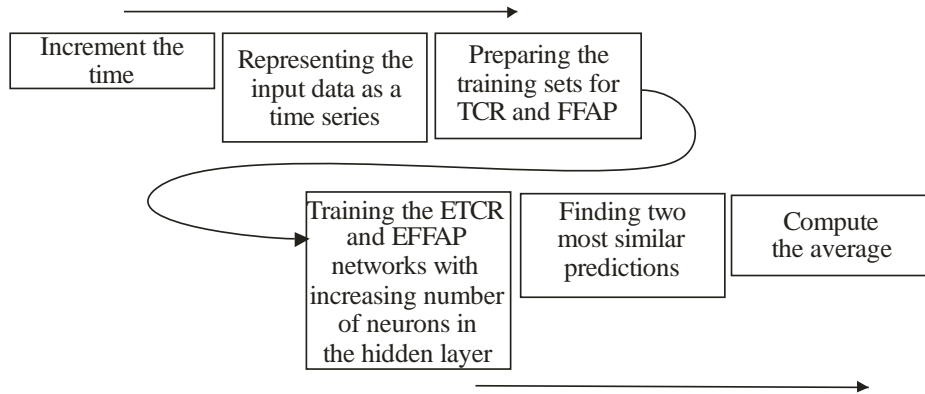 Increment the
time
Representing the
input data as a
time series
Preparing the
training sets for
TCR and FFAP
Training the ETCR
and EFFAP
networks with
increasing number
of neurons in
the hidden layer
Finding two
most similar
predictions
Compute
the average